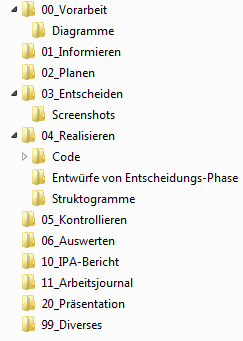 00_Vorarbeit
Diagramme
01_Informieren
02_Planen
03_Entscheiden
Screenshots
04_Realisieren
Code
Entwürfe von Entscheidungs-Phase
Struktogramme
05_Kontrollieren
06_Auswerten
10_IPA-Bericht
11_Arbeitsjournal
20_Präsentation
99_Diverses